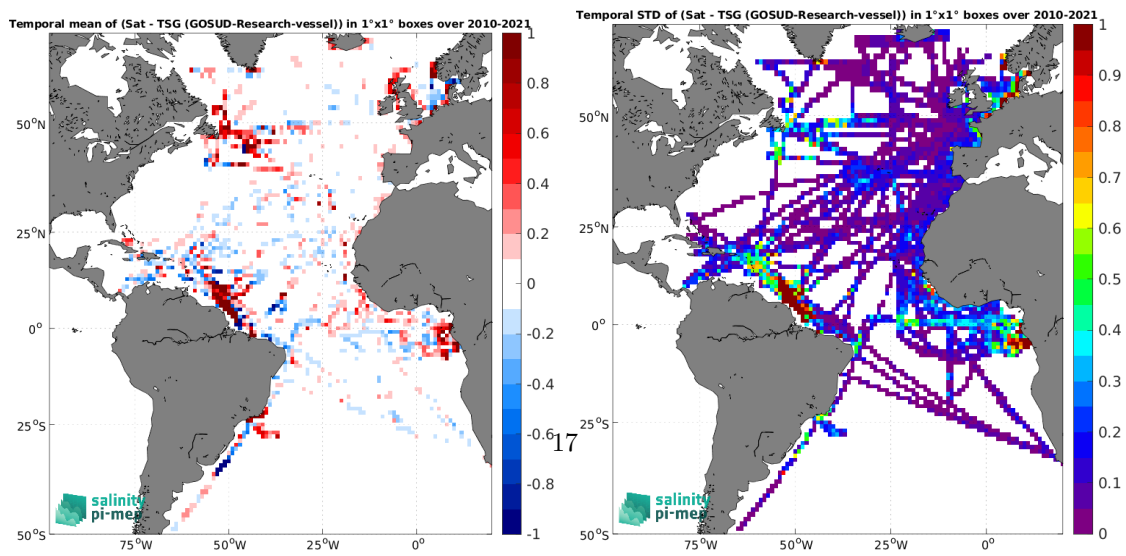 Temporal mean of (Sat - TSG (GOSUD-Research-vessel)) in 1°x1° boxes over 2010-2021
50°N
25°N
0°
25°S
50°S
75°W
50°W
25°W
0°
1
0.8
0.6
0.4
0.2
0
-0.2
-0.4
-0.6
-0.8
-1
salinity
pi-mep
17
Temporal STD of (Sat - TSG (GOSUD-Research-vessel)) in 1°x1° boxes over 2010-2021
50°N
25°N
0°
25°S
50°S
75°W
50°W
25°W
0°
1
0.9
0.8
0.7
0.6
0.5
0.4
0.3
0.2
0.1
0
salinity
pi-mep